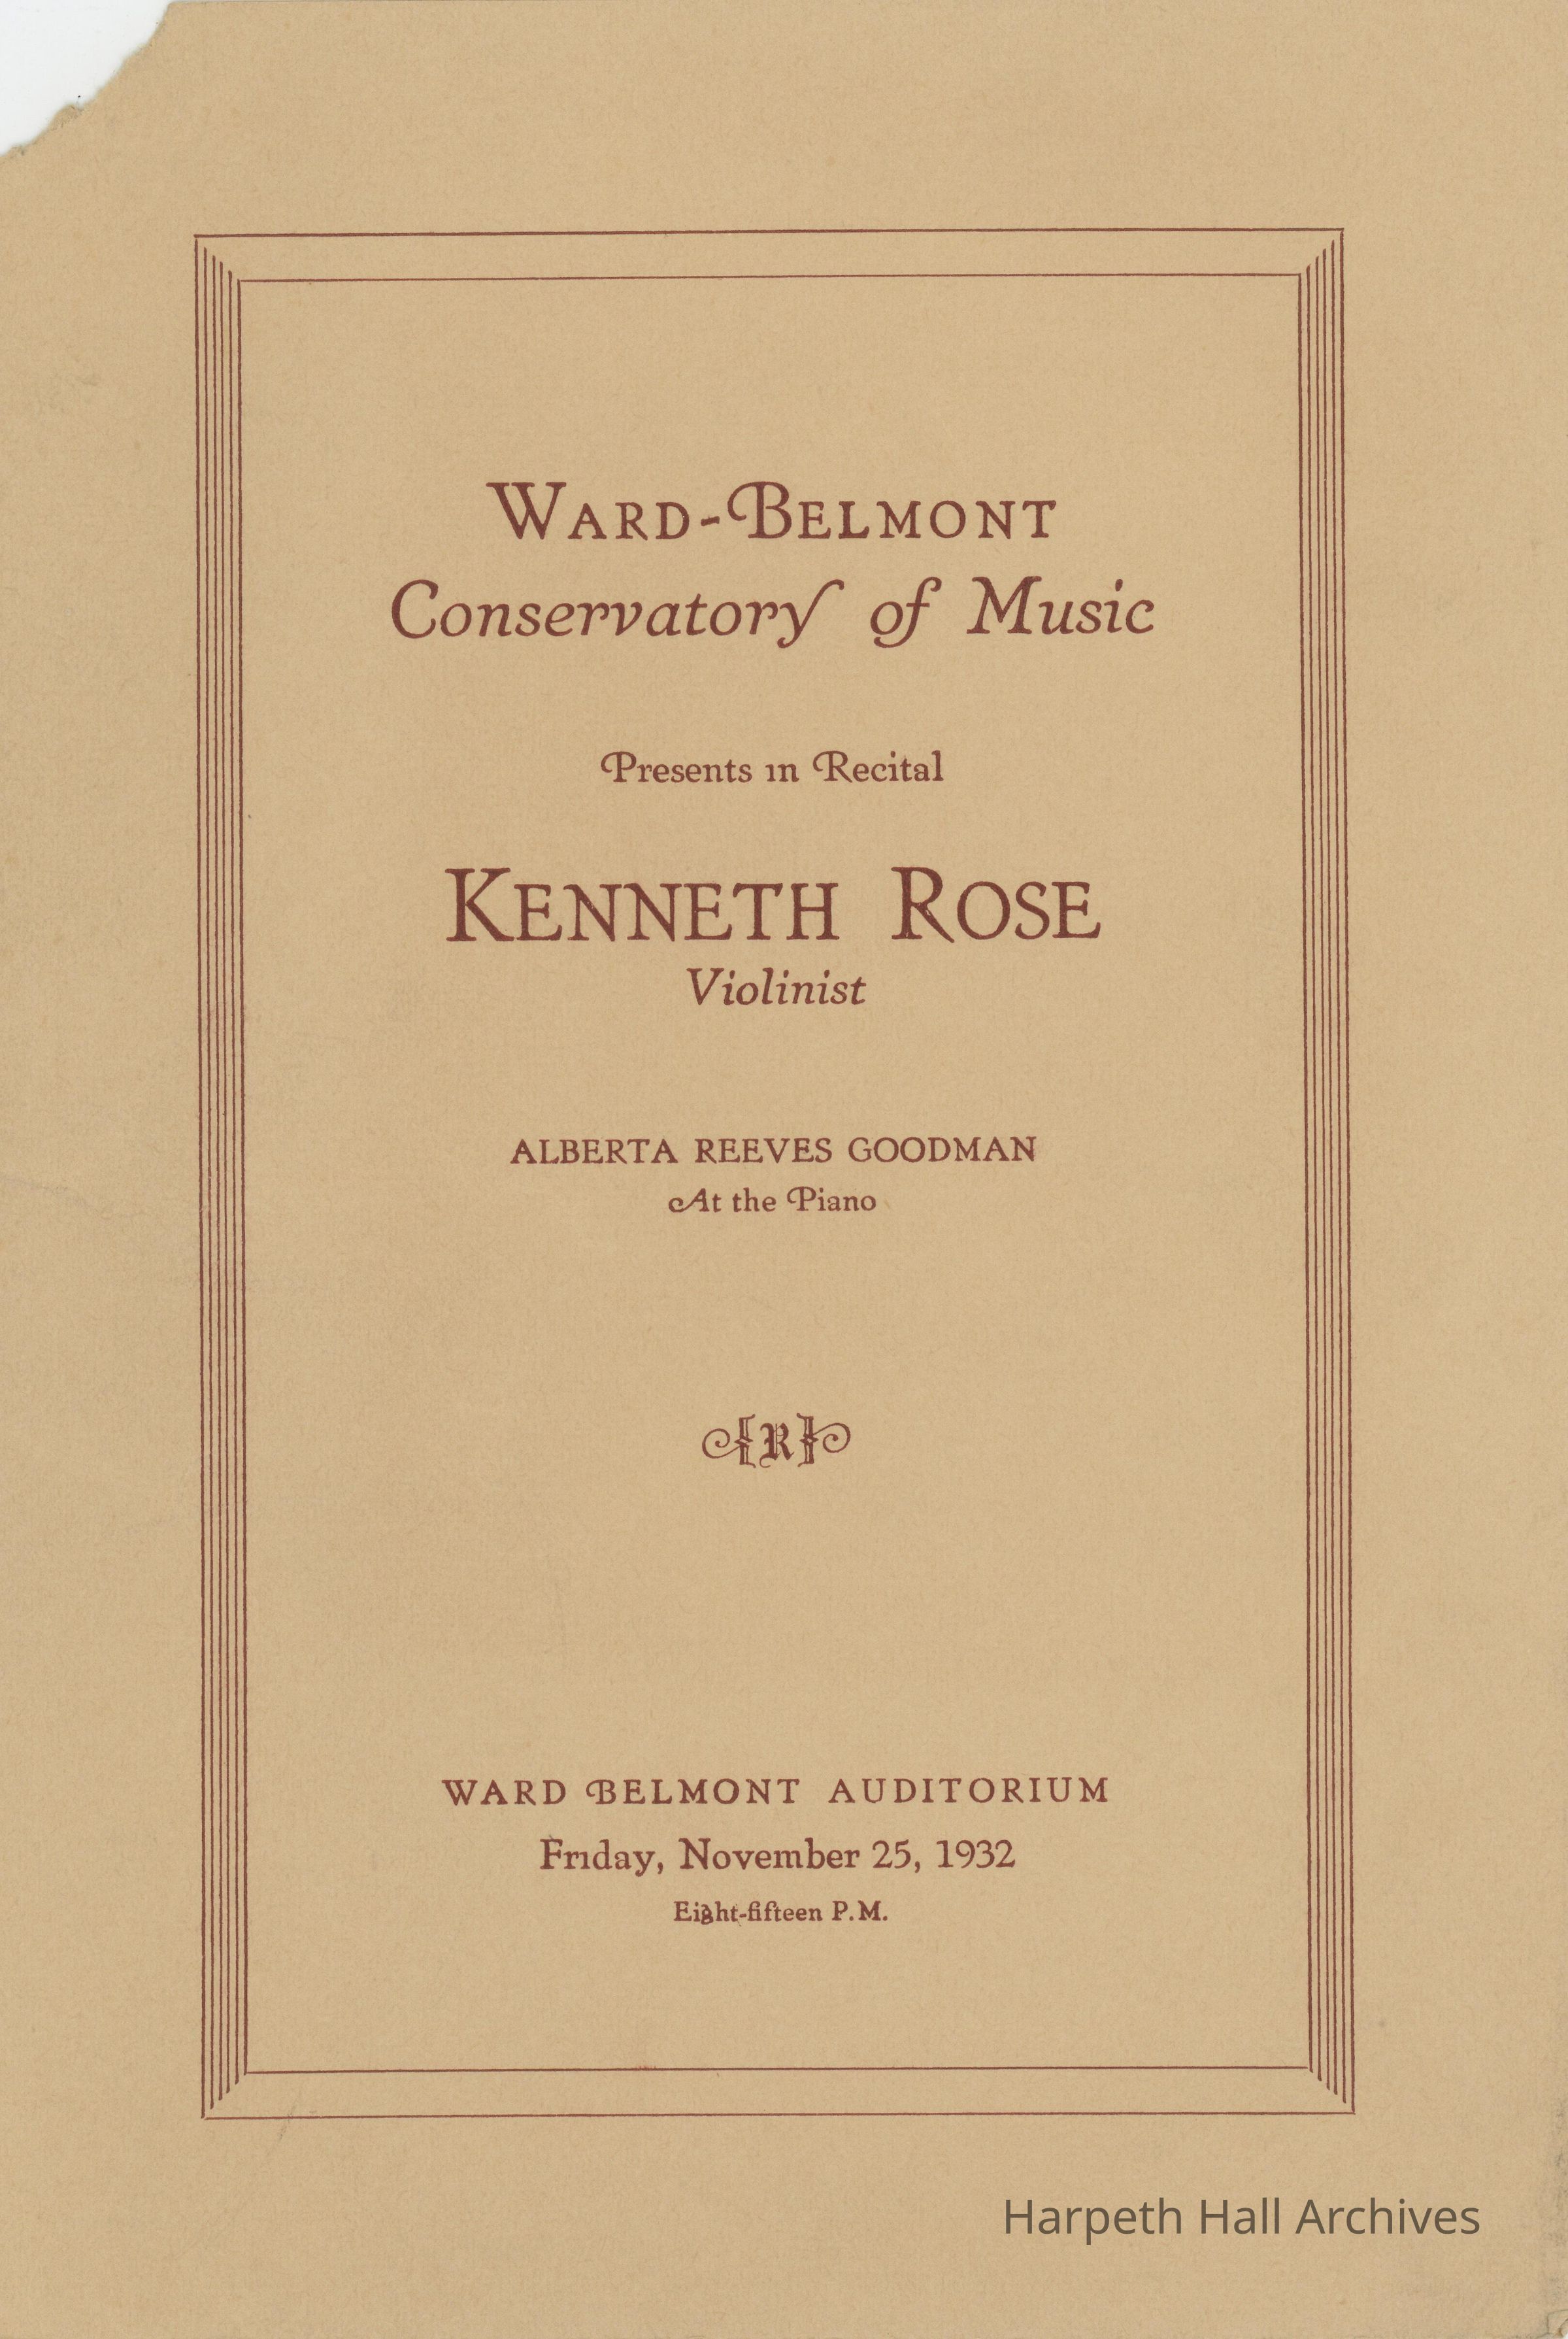 WARD-BELMONT
Conservatory of Music
Presents in Recital
KENNETH ROSE
Violinist
ALBERTA REEVES GOODMAN
At the Piano
R
WARD BELMONT AUDITORIUM
Friday, November 25, 1932
Eight-fifteen P.M.
Harpeth Hall Archives